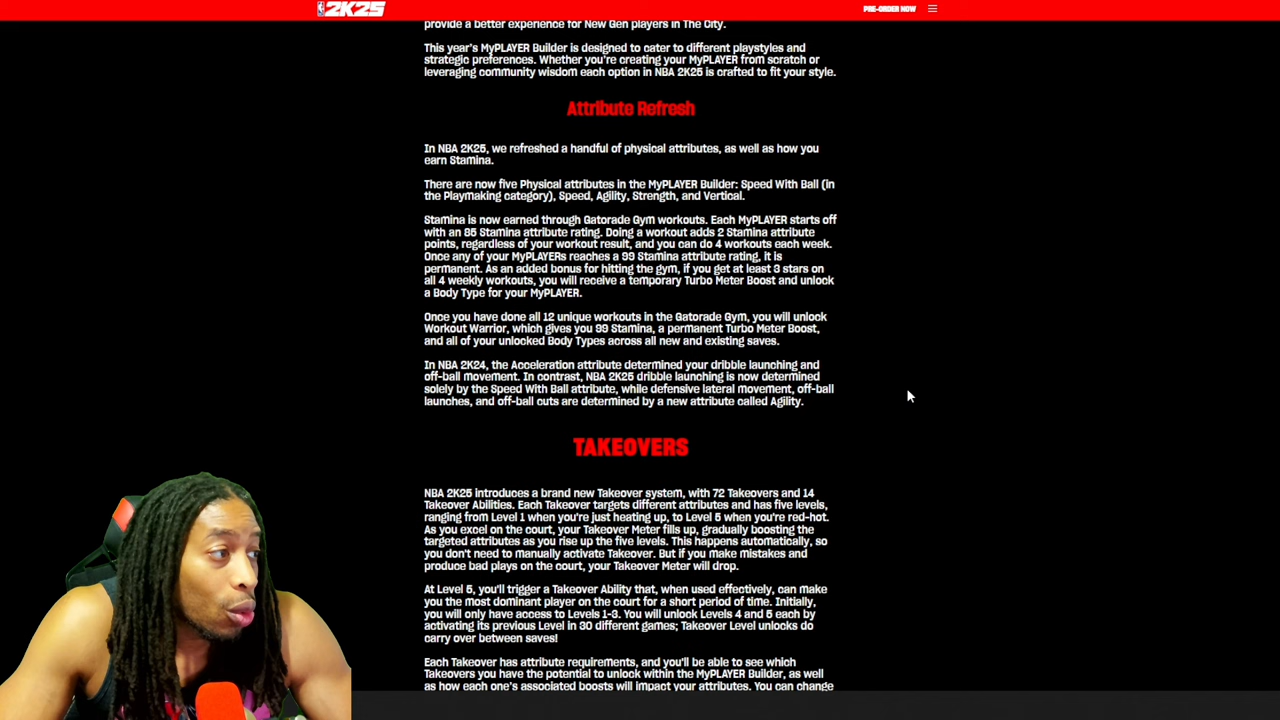 NBA 2K25
PRE-ORDER NOW
provide a better experience for New Gen players in The City.
This year's MyPLAYER Builder is designed to cater to different playstyles and
strategic preferences. Whether you're creating your MyPLAYER from scratch or
leveraging community wisdom each option in NBA 2K25 is crafted to fit your style.
Attribute Refresh
In NBA 2K25, we refreshed a handful of physical attributes, as well as how you
earn Stamina.
There are now five Physical attributes in the MyPLAYER Builder: Speed With Ball (in
the Playmaking category), Speed, Agility, Strength, and Vertical.
Stamina is now earned through Gatorade Gym workouts. Each MyPLAYER starts off
with an 85 Stamina attribute rating. Doing a workout adds 2 Stamina attribute
points, regardless of your workout result, and you can do 4 workouts each week.
Once any of your MyPLAYERs reaches a 99 Stamina attribute rating, it is
permanent. As an added bonus for hitting the gym, if you get at least 3 stars on
all 4 weekly workouts, you will receive a temporary Turbo Meter Boost and unlock
a Body Type for your MyPLAYER.
Once you have done all 12 unique workouts in the Gatorade Gym, you will unlock
Workout Warrior, which gives you 99 Stamina, a permanent Turbo Meter Boost,
and all of your unlocked Body Types across all new and existing saves.
In NBA 2K24, the Acceleration attribute determined your dribble launching and
off-ball movement. In contrast, NBA 2K25 dribble launching is now determined
solely by the Speed With Ball attribute, while defensive lateral movement, off-ball
launches, and off-ball cuts are determined by a new attribute called Agility.
TAKEOVERS
NBA 2K25 introduces a brand new Takeover system, with 72 Takeovers and 14
Takeover Abilities. Each Takeover targets different attributes and has five levels,
ranging from Level 1 when you're just heating up, to Level 5 when you're red-hot.
As you excel on the court, your Takeover Meter fills up, gradually boosting the
targeted attributes as you rise up the five levels. This happens automatically, so
you don't need to manually activate Takeover. But if you make mistakes and
produce bad plays on the court, your Takeover Meter will drop.
At Level 5, you'll trigger a Takeover Ability that, when used effectively, can make
you the most dominant player on the court for a short period of time. Initially,
you will only have access to Levels 1-3. You will unlock Levels 4 and 5 each by
activating its previous Level in 30 different games; Takeover Level unlocks do
carry over between saves!
Each Takeover has attribute requirements, and you'll be able to see which
Takeovers you have the potential to unlock within the MyPLAYER Builder, as well
as how each one's associated boosts will impact your attributes. You can change